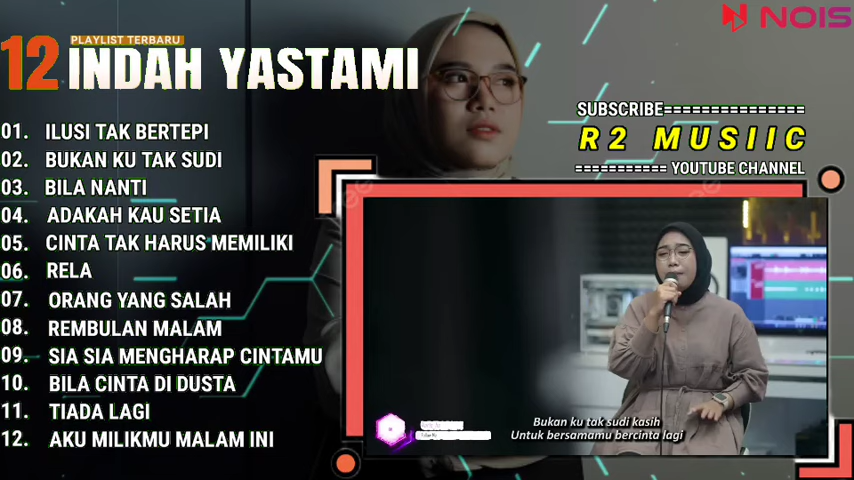 PLAYLIST TERBARU
12 INDAH YASTAMI
NOIS
SUBSCRIBE===============
R2 MUSIIC
=========== YOUTUBE CHANNEL
01. ILUSI TAK BERTEPI
02. BUKAN KU TAK SUDI
03. BILA NANTI
04. ADAKAH KAU SETIA
05. CINTA TAK HARUS MEMILIKI
06. RELA
07. ORANG YANG SALAH
08. REMBULAN MALAM
09. SIA SIA MENGHARAP CINTAMU
10. BILA CINTA DI DUSTA
11. TIADA LAGI
12. AKU MILIKMU MALAM INI
Bukan ku tak sudi kasih
Untuk bersamamu bercinta lagi